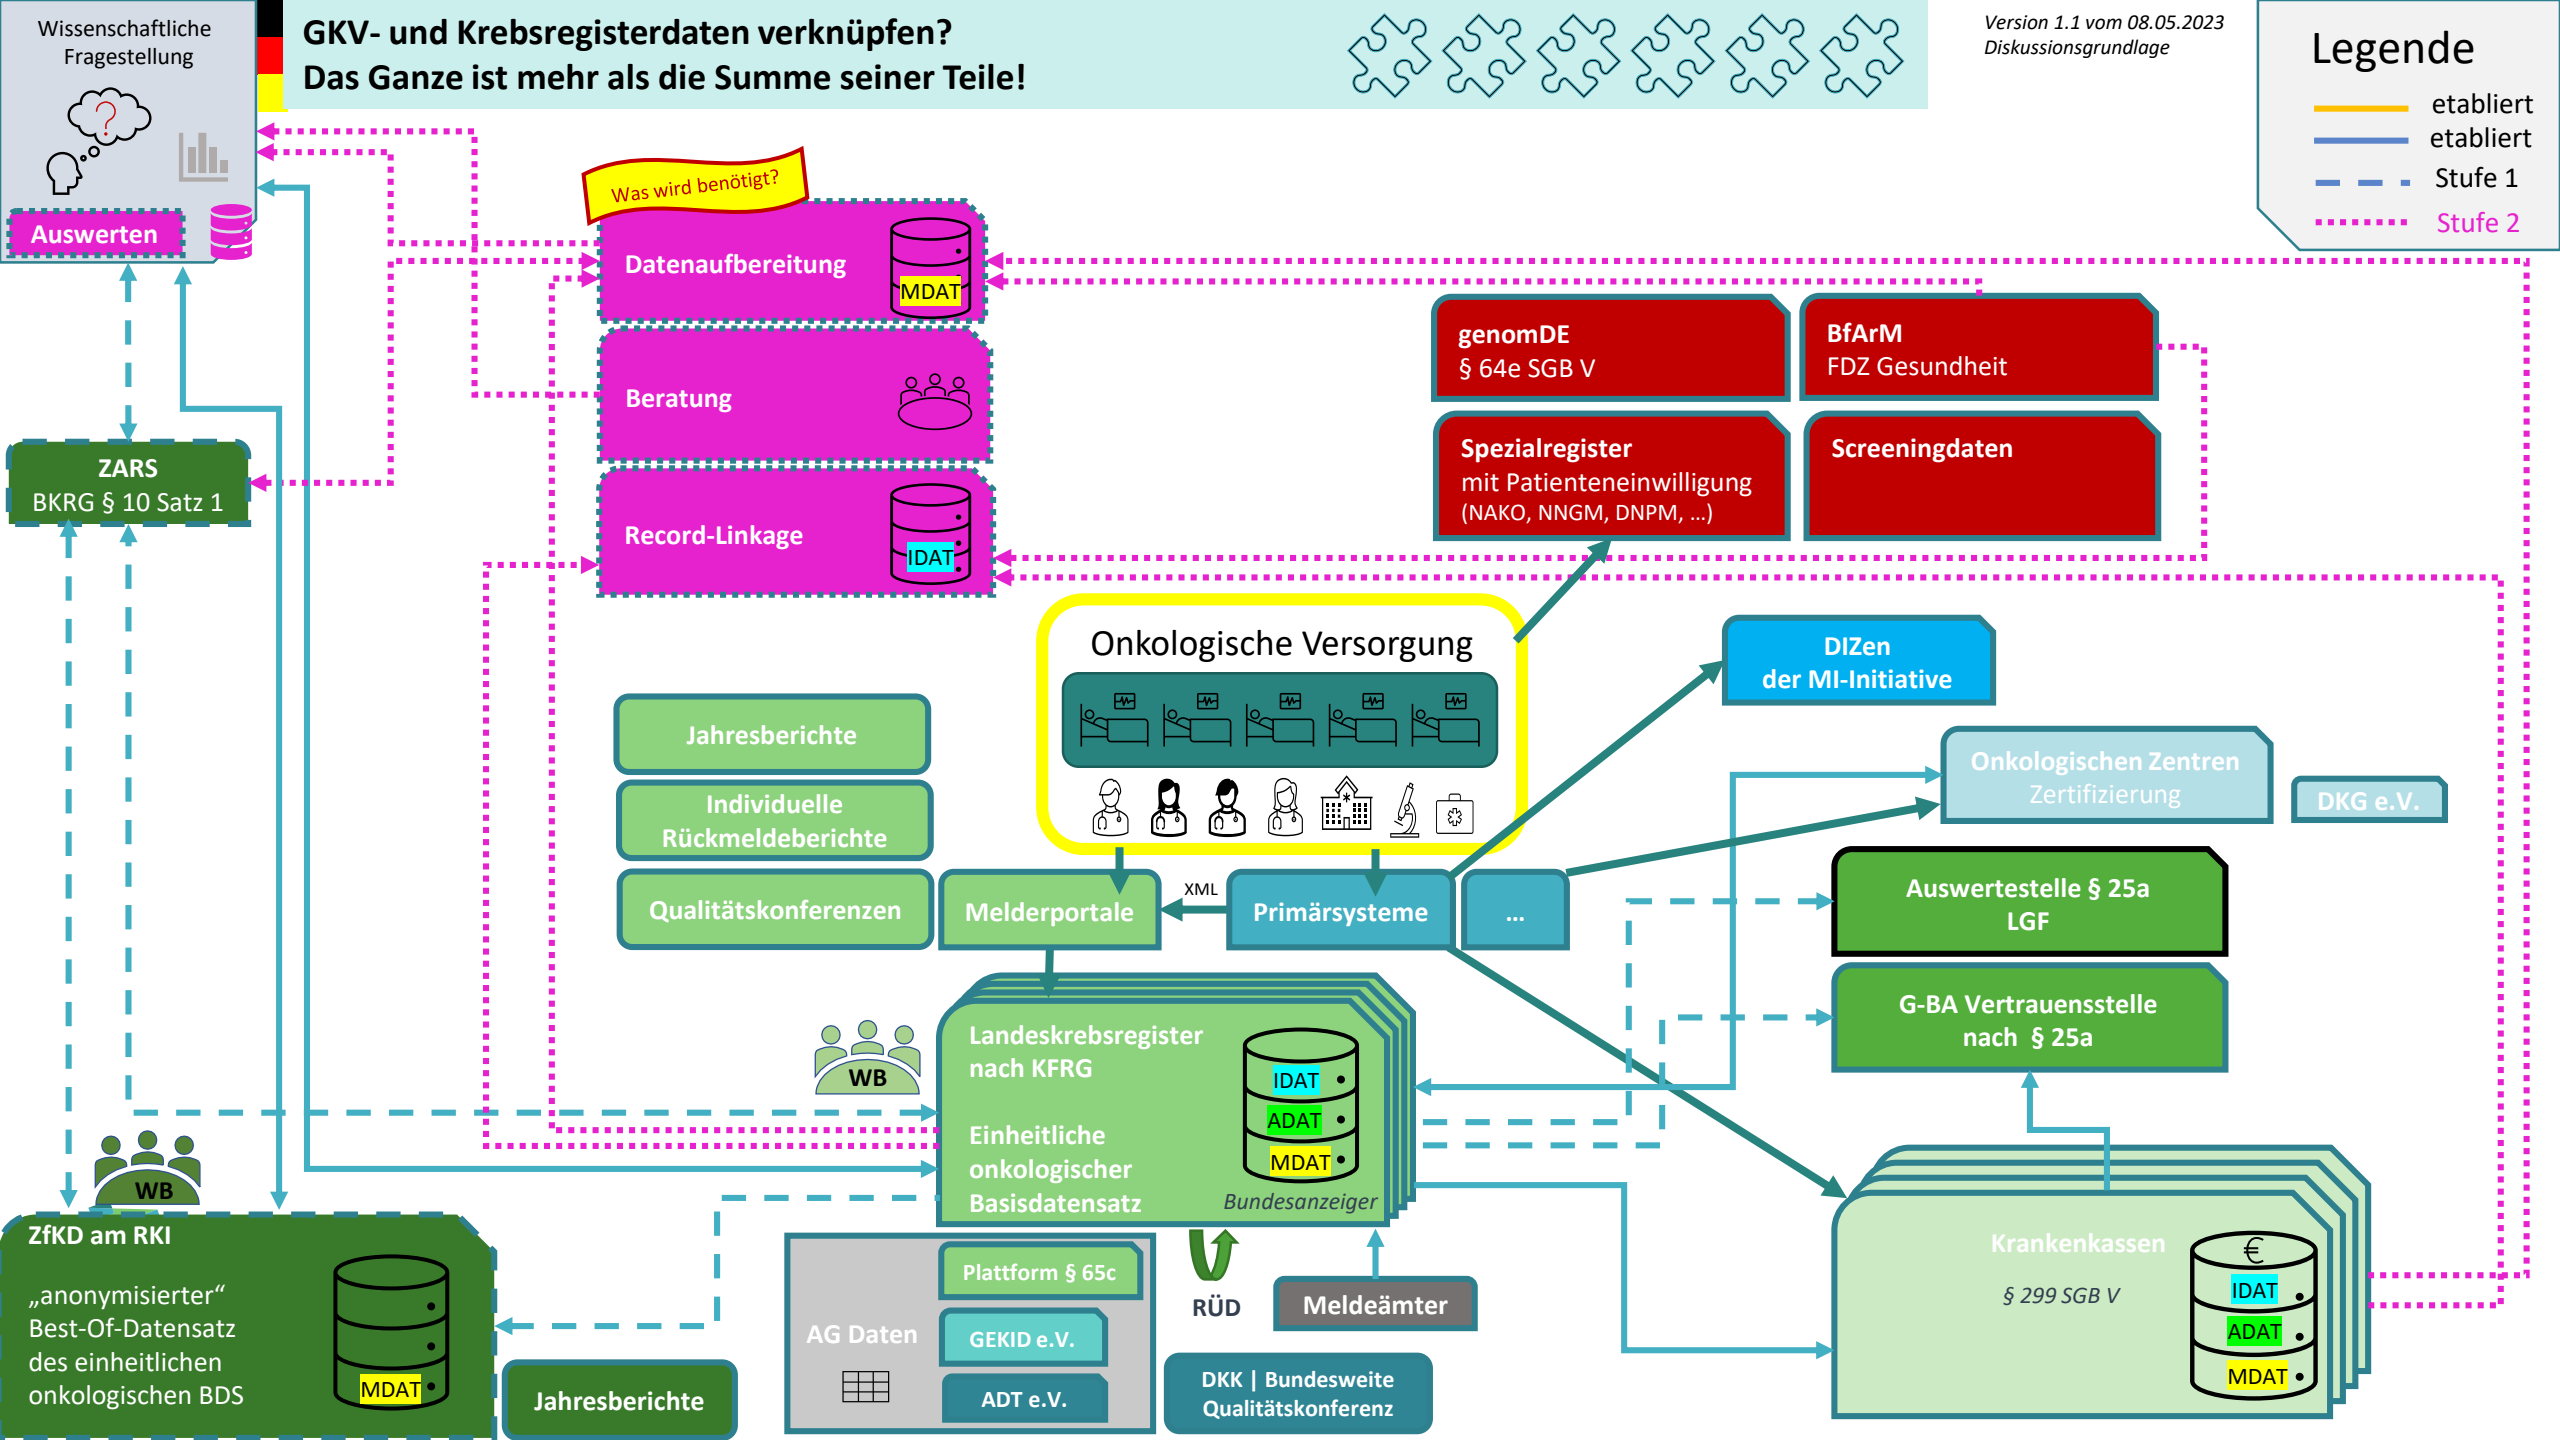 Wissenschaftliche
Fragestellung
?
Auswerten
GKV- und Krebsregisterdaten verknüpfen?
Das Ganze ist mehr als die Summe seiner Teile!
Version 1.1 vom 08.05.2023
Diskussionsgrundlage
Legende
etabliert
etabliert
Stufe 1
Stufe 2
Was wird benötigt?
Datenaufbereitung
MDAT
Beratung
Record-Linkage
IDAT
genomDE
§ 64e SGB V
BfArM
FDZ Gesundheit
Spezialregister
mit Patienteneinwilligung
(NAKO, NNGM, DNPM, ...)
Screeningdaten
ZARS
BKRG § 10 Satz 1
Onkologische Versorgung
DIZen
der MI-Initiative
Jahresberichte
Individuelle
Rückmeldeberichte
Qualitätskonferenzen
Onkologischen Zentren
Zertifizierung
DKG e.V.
Melderportale
XML
Primärsysteme
...
Auswertestelle § 25a
LGF
G-BA Vertrauensstelle
nach § 25a
WB
Landeskrebsregister
nach KFRG
Einheitliche
onkologischer
Basisdatensatz
IDAT
ADAT
MDAT
Bundesanzeiger
WB
ZfKD am RKI
„anonymisierter“
Best-Of-Datensatz
des einheitlichen
onkologischen BDS
MDAT
Jahresberichte
AG Daten
Plattform § 65c
GEKID e.V.
ADT e.V.
RÜD
Meldeämter
DKK | Bundesweite
Qualitätskonferenz
Krankenkassen
§ 299 SGB V
€
IDAT
ADAT
MDAT